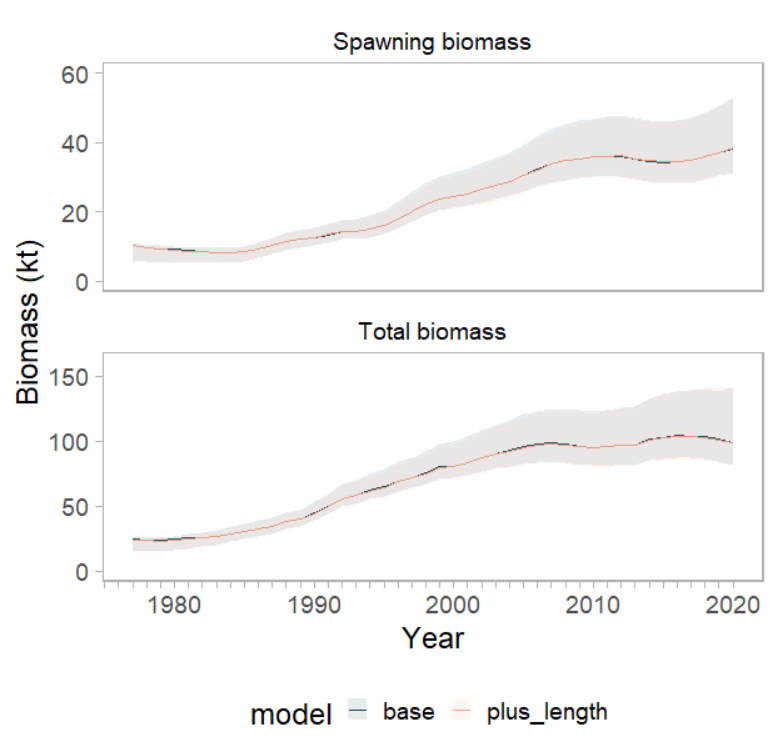 Spawning biomass
60
40
20
0
Total biomass
150
100
50
0
Biomass (kt)
1980 1990 2000 2010 2020
Year
model base plus_length